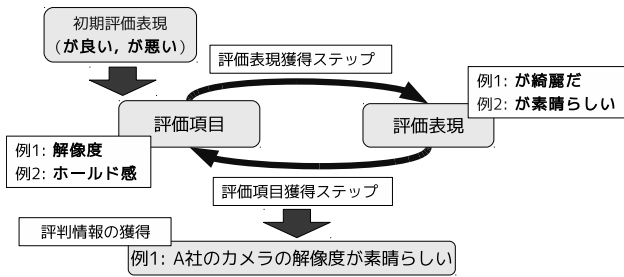 初期評価表現
（が良い, が悪い）
評価表現獲得ステップ
例1: が綺麗だ
例2: が素晴らしい
評価項目
評価表現
例1: 解像度
例2: ホールド感
評価項目獲得ステップ
評判情報の獲得
例1: A社のカメラの解像度が素晴らしい